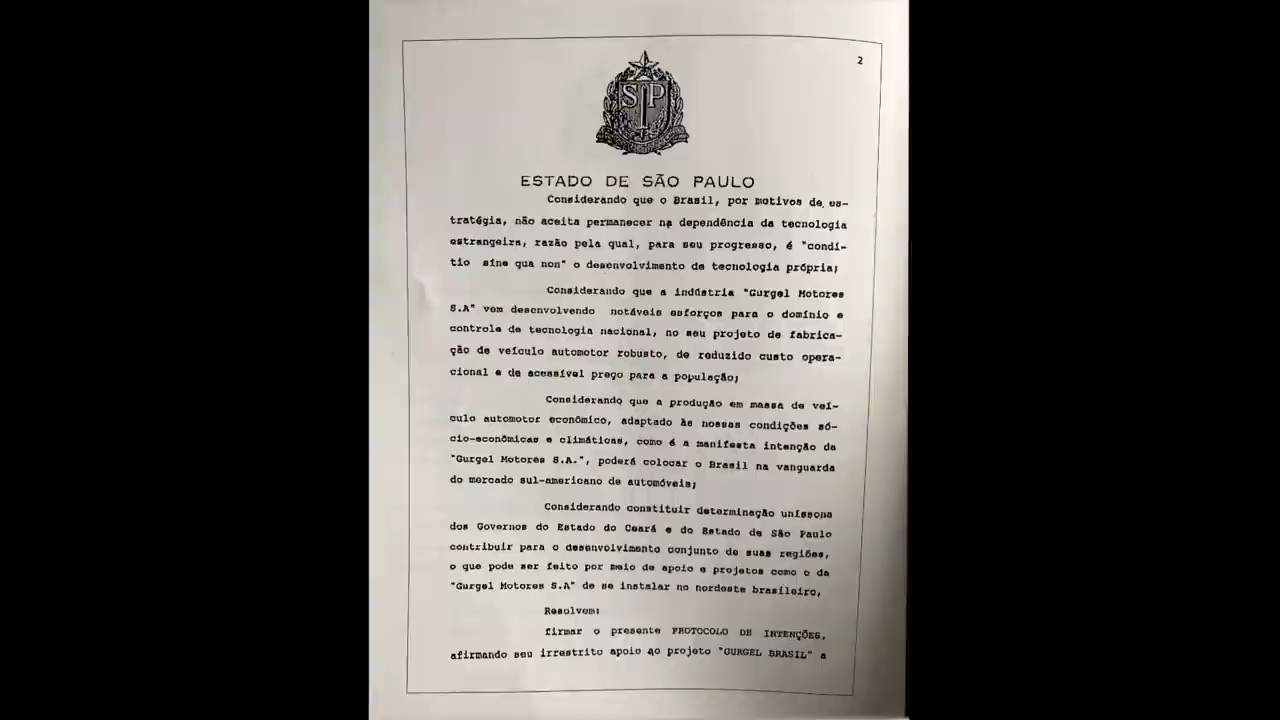 2
SP
ESTADO DE SÃO PAULO
Considerando que o Brasil, por motivos de es-
tratégia, não aceita permanecer na dependência da tecnologia
estrangeira, razão pela qual, para seu progresso, é "condi-
tio sine qua non" o desenvolvimento de tecnologia própria;
Considerando que a indústria "Gurgel Motores
S.A" vem desenvolvendo notáveis esforços para o domínio e
controle de tecnologia nacional, no seu projeto de fabrica-
ção de veículo automotor robusto, de reduzido custo opera-
cional e de acessível preço para a população;
Considerando que a produção em massa de veí-
culo automotor econômico, adaptado às nossas condições só-
cio-econômicas e climáticas, como é a manifesta intenção da
"Gurgel Motores S.A.", poderá colocar o Brasil na vanguarda
do mercado sul-americano de automóveis;
Considerando constituir determinação uníssona
dos Governos do Estado do Ceará e do Estado de São Paulo
contribuir para o desenvolvimento conjunto de suas regiões,
o que pode ser feito por meio de apoio e projetos como o da
"Gurgel Motores S.A" de se instalar no nordeste brasileiro,
Resolvem:
firmar o presente PROTOCOLO DE INTENÇÕES,
afirmando seu irrestrito apoio ao projeto "GURGEL BRASIL" a